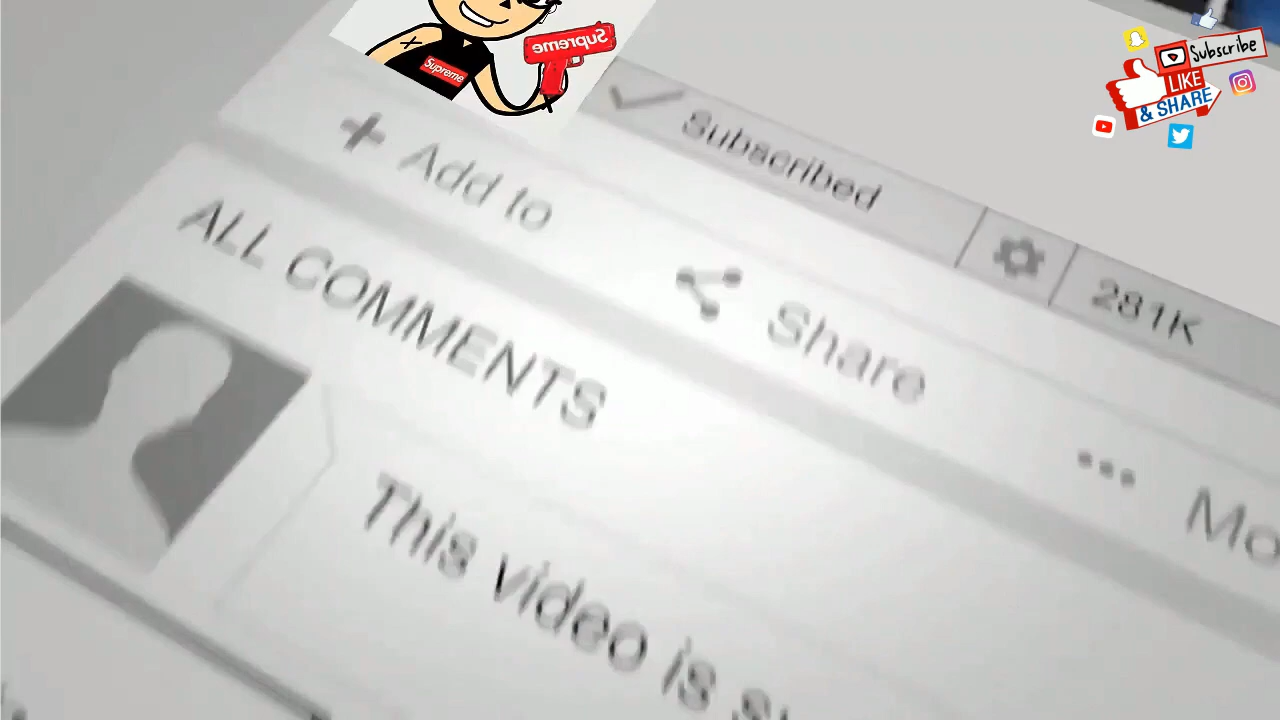 Supreme
Supreme
Subscribe
LIKE
& SHARE
Subscribed
281K
Add to
Share
ALL COMMENTS
This video is